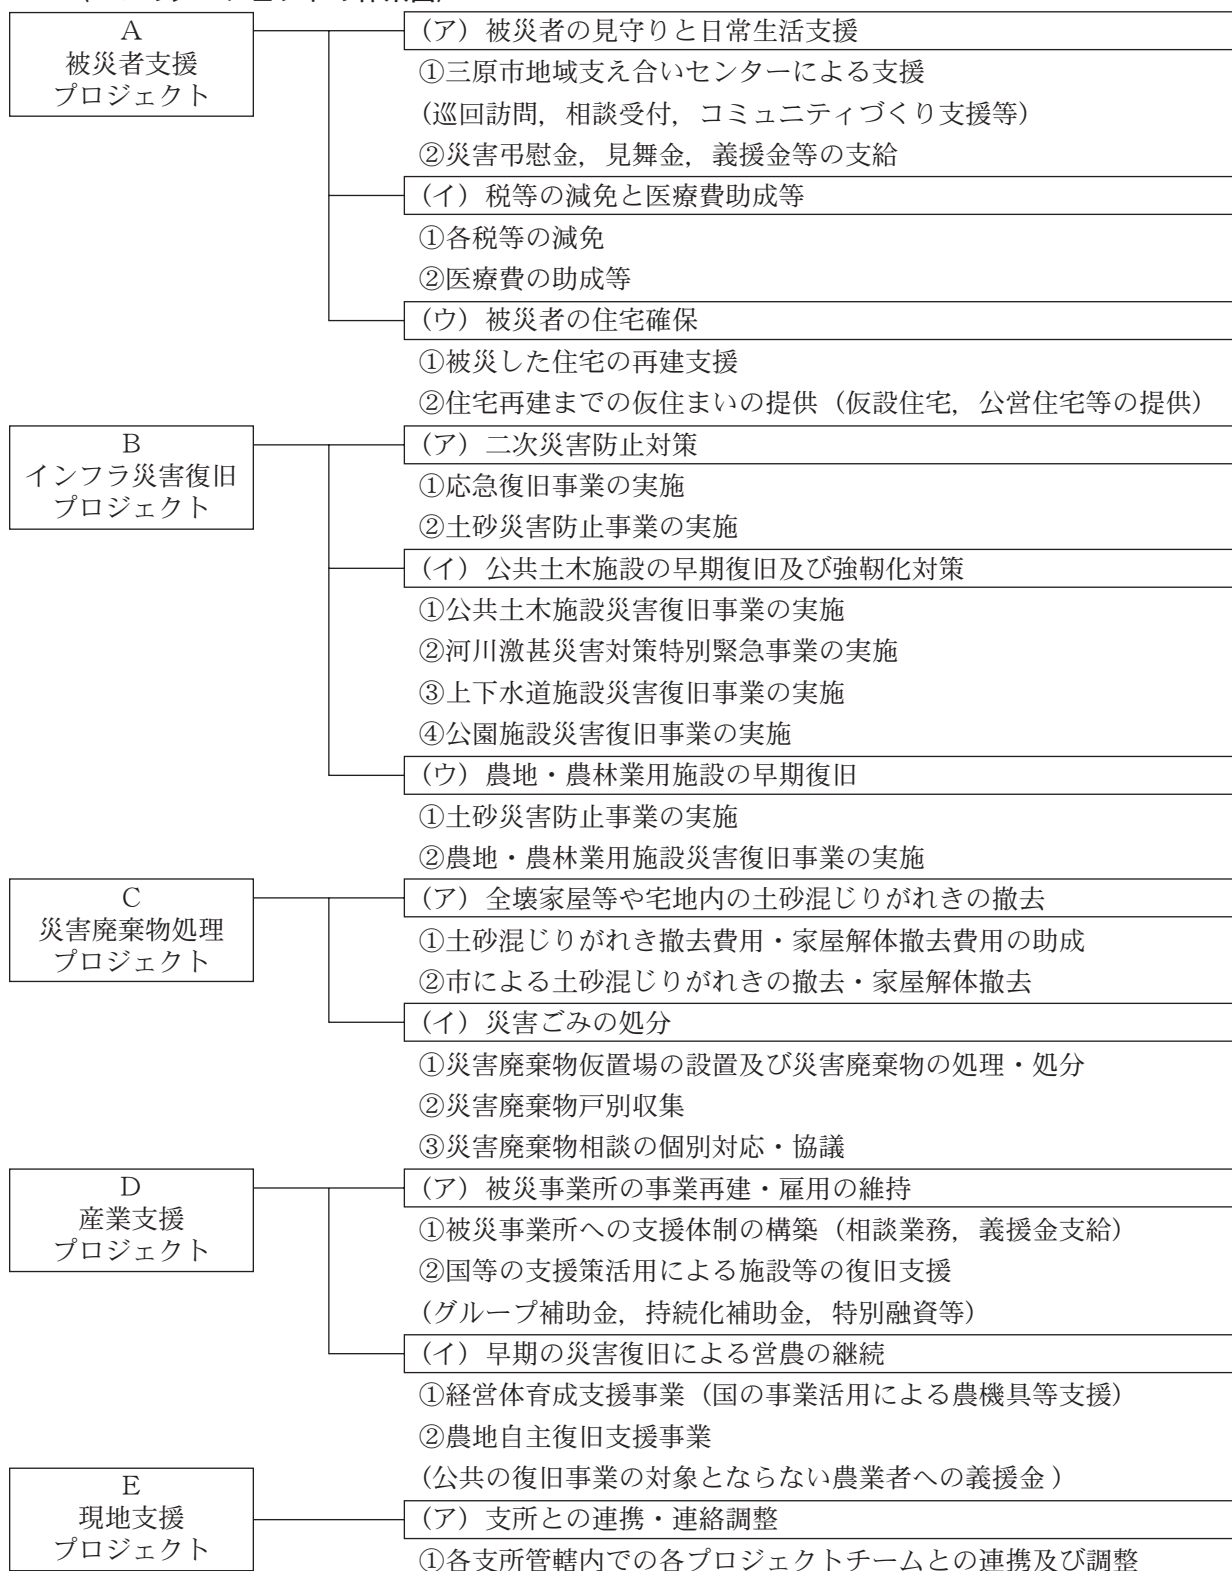 A
被災者支援
プロジェクト
(ア)被災者の見守りと日常生活支援
①三原市地域支え合いセンターによる支援
(巡回訪問，相談受付，コミュニティづくり支援等)
②災害弔慰金，見舞金，義援金等の支給
(イ)税等の減免と医療費助成等
①各税等の減免
②医療費の助成等
(ウ)被災者の住宅確保
①被災した住宅の再建支援
②住宅再建までの仮住まいの提供(仮設住宅，公営住宅等の提供)
B
インフラ災害復旧
プロジェクト
(ア)二次災害防止対策
①応急復旧事業の実施
②土砂災害防止事業の実施
(イ)公共土木施設の早期復旧及び強靭化対策
①公共土木施設災害復旧事業の実施
②河川激甚災害対策特別緊急事業の実施
③上下水道施設災害復旧事業の実施
④公園施設災害復旧事業の実施
(ウ)農地・農林業用施設の早期復旧
①土砂災害防止事業の実施
②農地・農林業用施設災害復旧事業の実施
C
災害廃棄物処理
プロジェクト
(ア)全壊家屋等や宅地内の土砂混じりがれきの撤去
①土砂混じりがれき撤去費用・家屋解体撤去費用の助成
②市による土砂混じりがれきの撤去・家屋解体撤去
(イ)災害ごみの処分
①災害廃棄物仮置場の設置及び災害廃棄物の処理・処分
②災害廃棄物戸別収集
③災害廃棄物相談の個別対応・協議
D
産業支援
プロジェクト
(ア)被災事業所の事業再建・雇用の維持
①被災事業所への支援体制の構築(相談業務，義援金支給)
②国等の支援策活用による施設等の復旧支援
(グループ補助金，持続化補助金，特別融資等)
(イ)早期の災害復旧による営農の継続
①経営体育成支援事業(国の事業活用による農機具等支援)
②農地自主復旧支援事業
(公共の復旧事業の対象とならない農業者への義援金)
E
現地支援
プロジェクト
(ア)支所との連携・連絡調整
①各支所管轄内での各プロジェクトチームとの連携及び調整